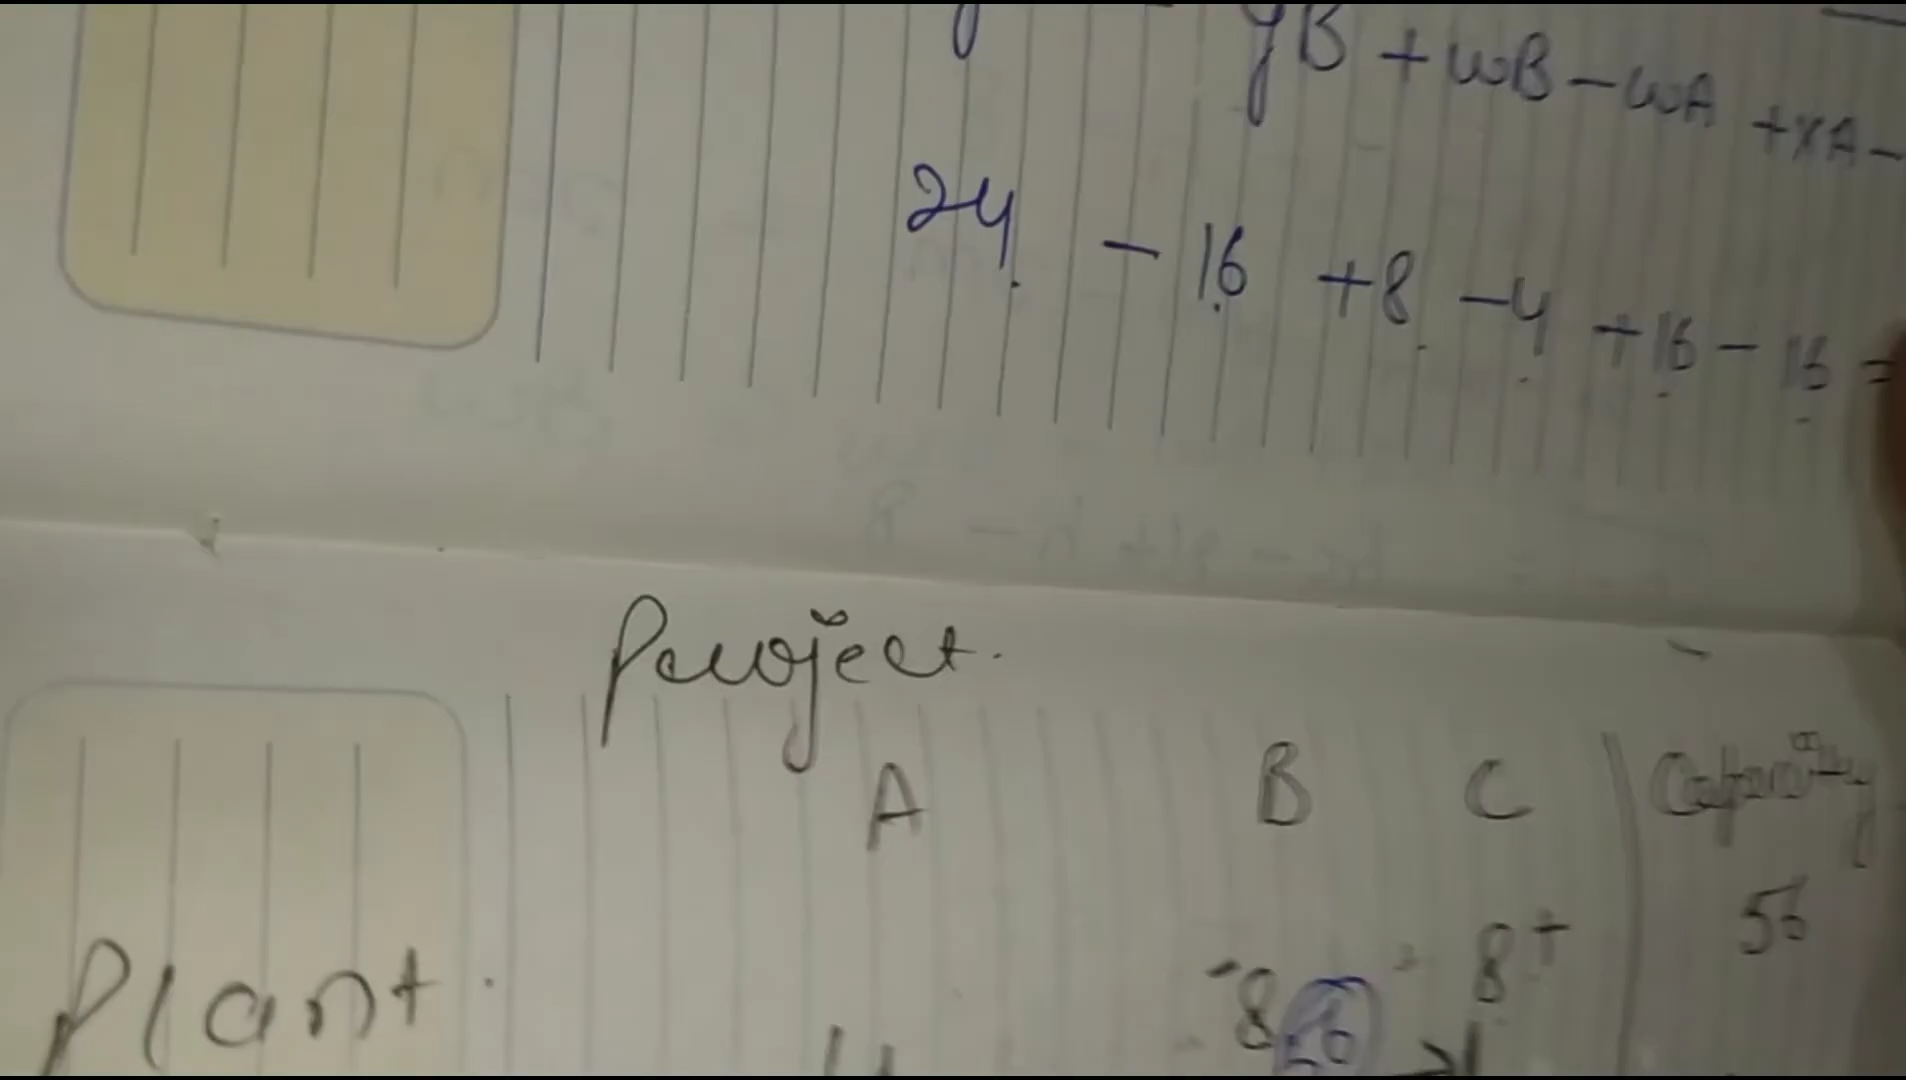 yB + wB - wA + xA -
24 - 16 + 8 - 4 + 16 - 16 =
Project.
A B C Capacity
56
Plant.
-8 8+